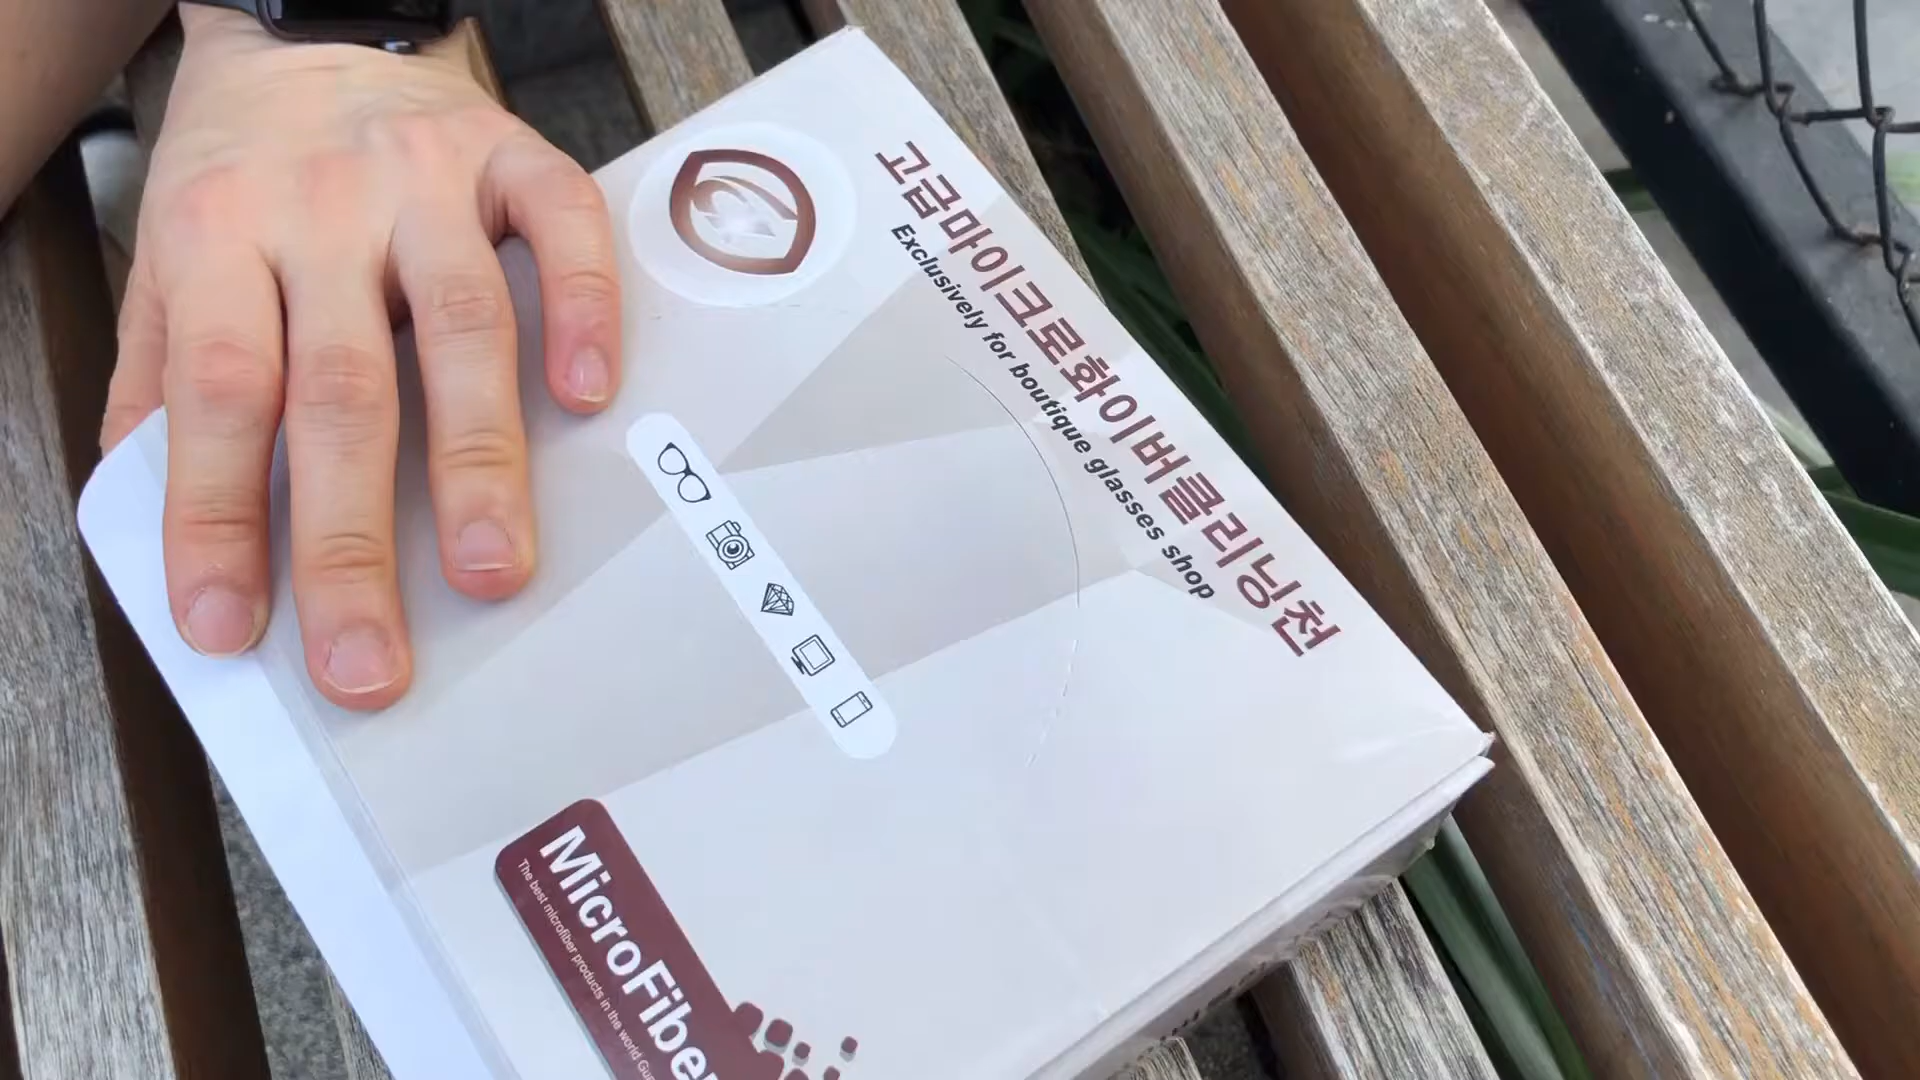 고급마이크로화이버클리닝천
Exclusively for boutique glasses shop
MicroFiber
The best microfiber products in the world